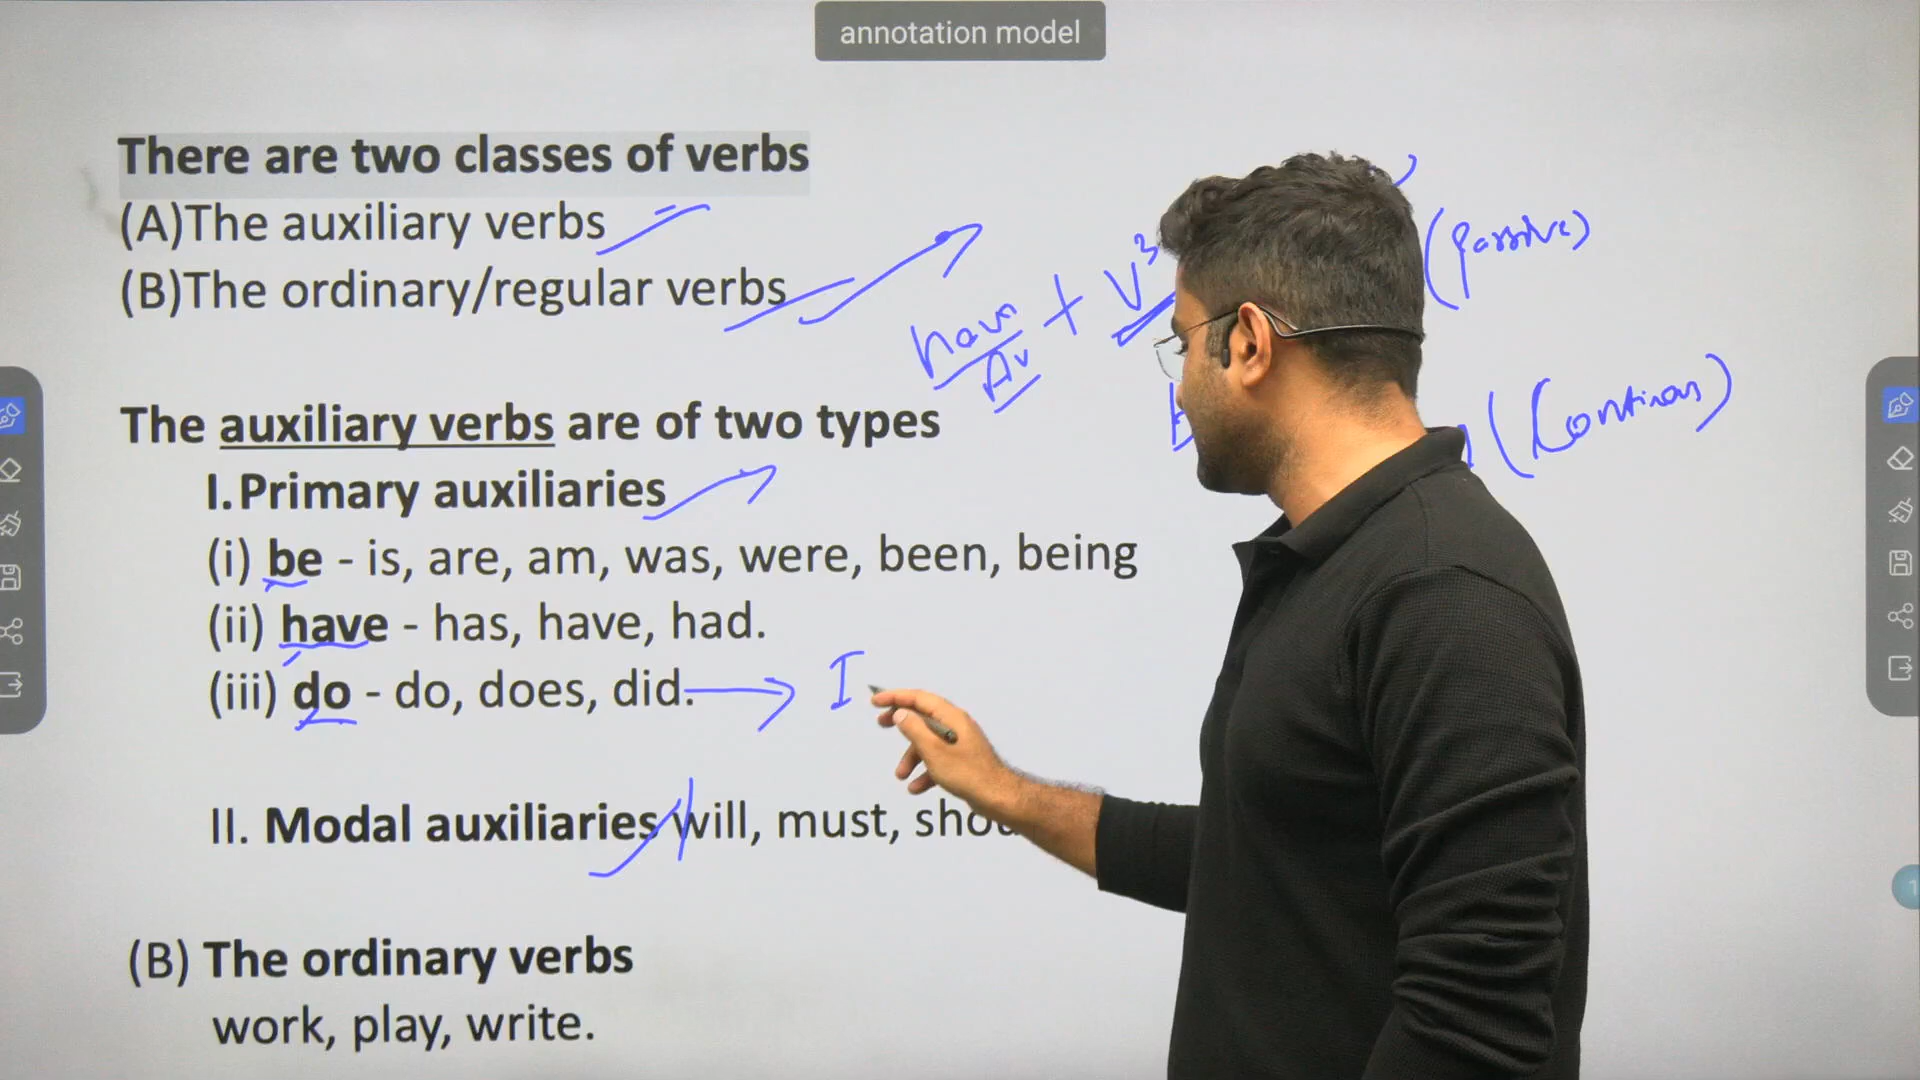 annotation model
There are two classes of verbs
(A)The auxiliary verbs
(B)The ordinary/regular verbs
have + V3
AV
(Passive)
The auxiliary verbs are of two types
I. Primary auxiliaries
(i) be - is, are, am, was, were, been, being
(ii) have - has, have, had.
(iii) do - do, does, did. → I
II. Modal auxiliaries will, must,
(B) The ordinary verbs
work, play, write.